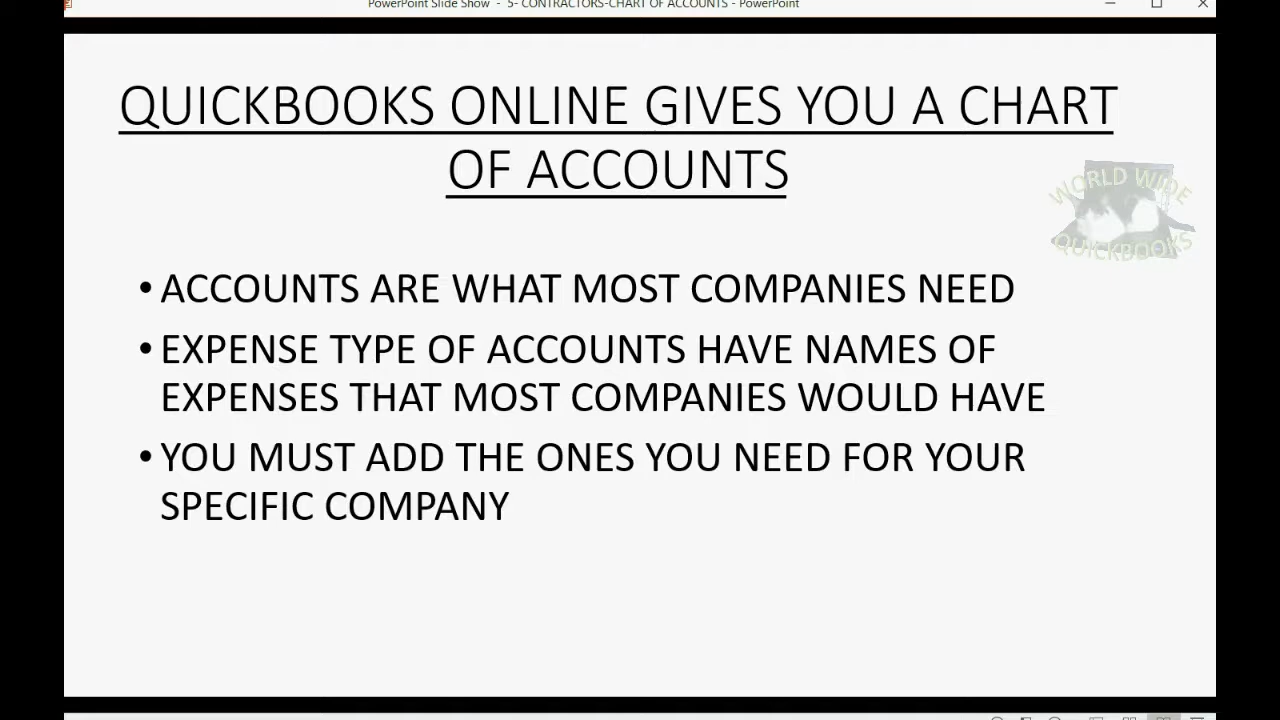 PowerPoint Slide Show - 5- CONTRACTORS-CHART OF ACCOUNTS - PowerPoint
QUICKBOOKS ONLINE GIVES YOU A CHART
OF ACCOUNTS
WORLD WIDE
QUICKBOOKS
• ACCOUNTS ARE WHAT MOST COMPANIES NEED
• EXPENSE TYPE OF ACCOUNTS HAVE NAMES OF
EXPENSES THAT MOST COMPANIES WOULD HAVE
• YOU MUST ADD THE ONES YOU NEED FOR YOUR
SPECIFIC COMPANY